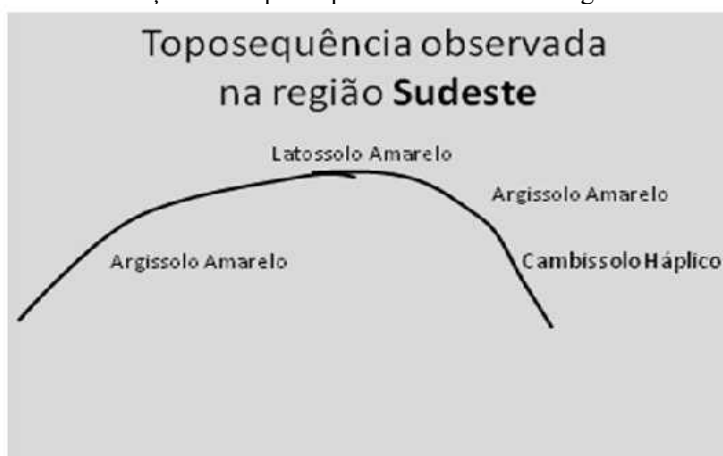 Toposequência observada
na região Sudeste
Latossolo Amarelo
Argissolo Amarelo
Argissolo Amarelo
Cambissolo Háplico